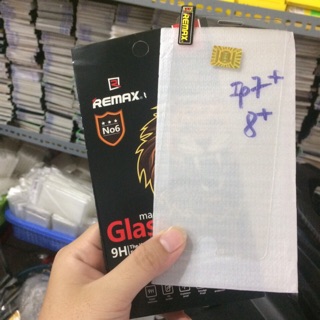 REMAX
REMAX
No6
Ip7+
8+
Glas
9H